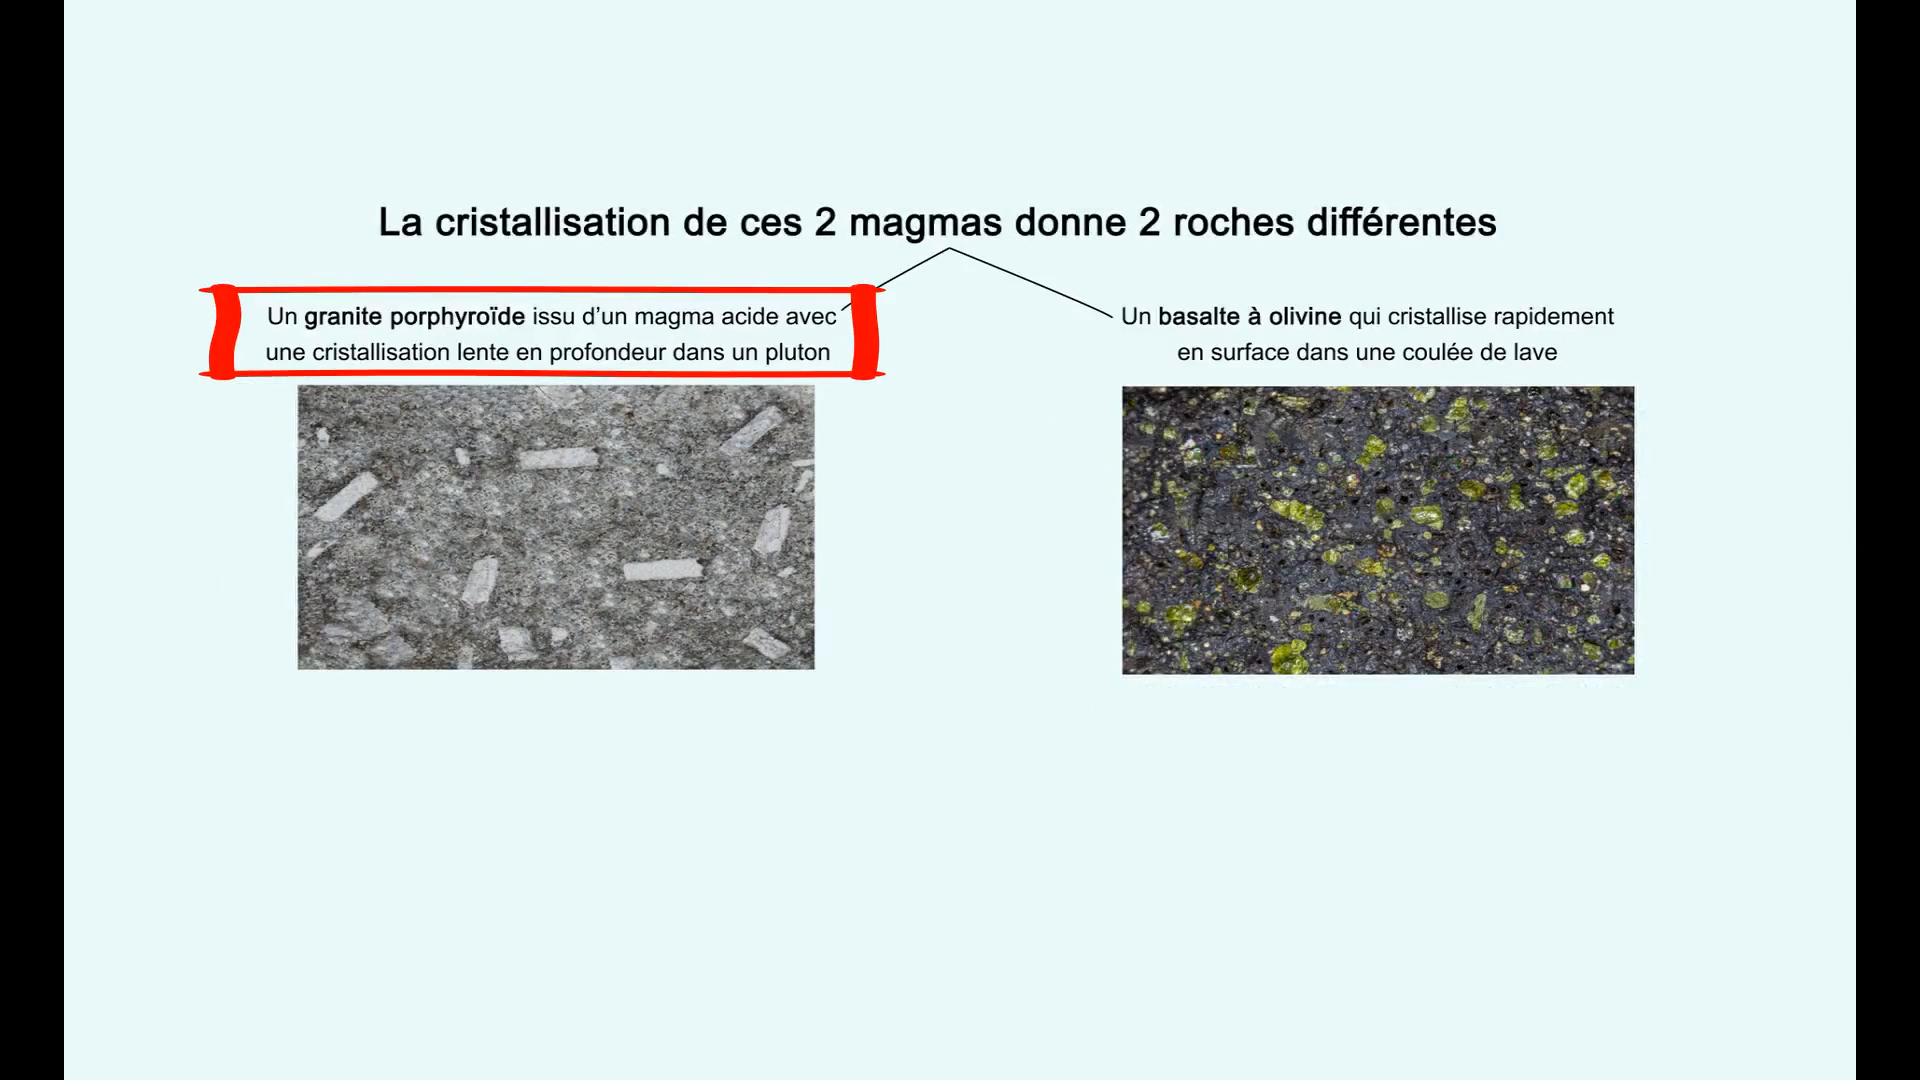 La cristallisation de ces 2 magmas donne 2 roches différentes
Un granite porphyroïde issu d’un magma acide avec
une cristallisation lente en profondeur dans un pluton
Un basalte à olivine qui cristallise rapidement
en surface dans une coulée de lave